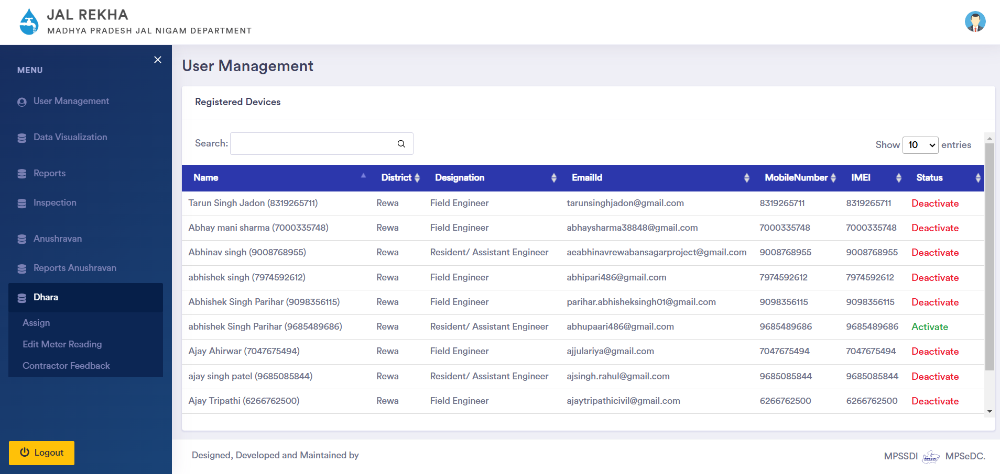 JAL REKHA
MADHYA PRADESH JAL NIGAM DEPARTMENT
MENU
User Management
Data Visualization
Reports
Inspection
Anushravan
Reports Anushravan
Dhara
Assign
Edit Meter Reading
Contractor Feedback
Logout
User Management
Registered Devices
Search:
Show 10 entries
Name District Designation EmailId MobileNumber IMEI Status
Tarun Singh Jadon (8319265711) Rewa Field Engineer tarunsinghjadon@gmail.com 8319265711 8319265711 Deactivate
Abhay mani sharma (7000335748) Rewa Field Engineer abhaysharma38848@gmail.com 7000335748 7000335748 Deactivate
Abhinav singh (9008768955) Rewa Resident/ Assistant Engineer aeabhinavrewabansagarproject@gmail.com 9008768955 9008768955 Deactivate
abhishek singh (7974592612) Rewa Field Engineer abhipari486@gmail.com 7974592612 7974592612 Deactivate
Abhishek Singh Parihar (9098356115) Rewa Field Engineer parihar.abhisheksingh01@gmail.com 9098356115 9098356115 Deactivate
abhishek Singh Parihar (9685489686) Rewa Resident/ Assistant Engineer abhupaari486@gmail.com 9685489686 9685489686 Activate
Ajay Ahirwar (7047675494) Rewa Field Engineer ajjulariya@gmail.com 7047675494 7047675494 Deactivate
ajay singh patel (9685085844) Rewa Resident/ Assistant Engineer ajsingh.rahul@gmail.com 9685085844 9685085844 Deactivate
Ajay Tripathi (6266762500) Rewa Field Engineer ajaytripathicivil@gmail.com 6266762500 6266762500 Deactivate
Designed, Developed and Maintained by
MPSSDI MPSeDC MPSeDC.